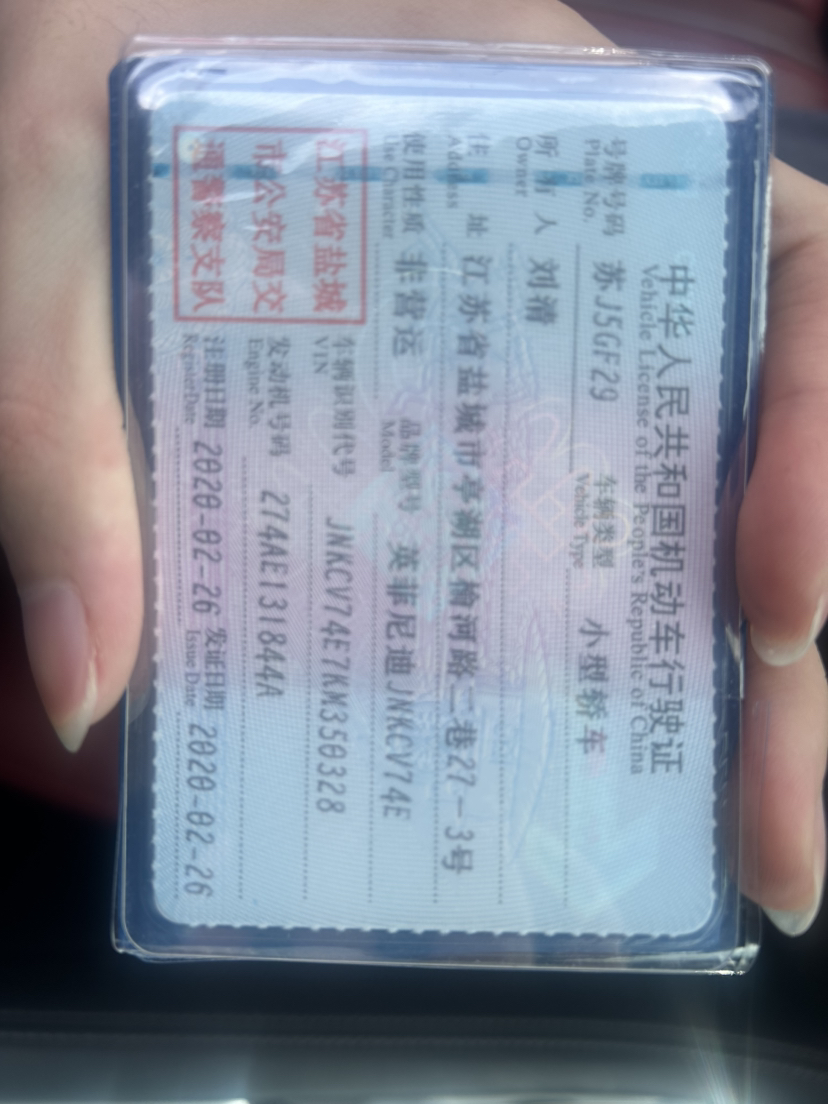 中华人民共和国机动车行驶证
Vehicle License of the People's Republic of China
号牌号码 苏J5GF29 车辆类型 小型轿车
Plate No. Vehicle Type
所有人 刘清
Owner
住址 江苏省盐城市亭湖区榆河路二巷27-3号
Address
使用性质 非营运 品牌型号 英菲尼迪JNKCV74E
Use Character Model
车辆识别代号 JNKCV74E7KM350328
VIN
发动机号码 274AE131844A
Engine No.
注册日期 2020-02-26 发证日期 2020-02-26
Register Date Issue Date
江苏省盐城
市公安局交
通警察支队